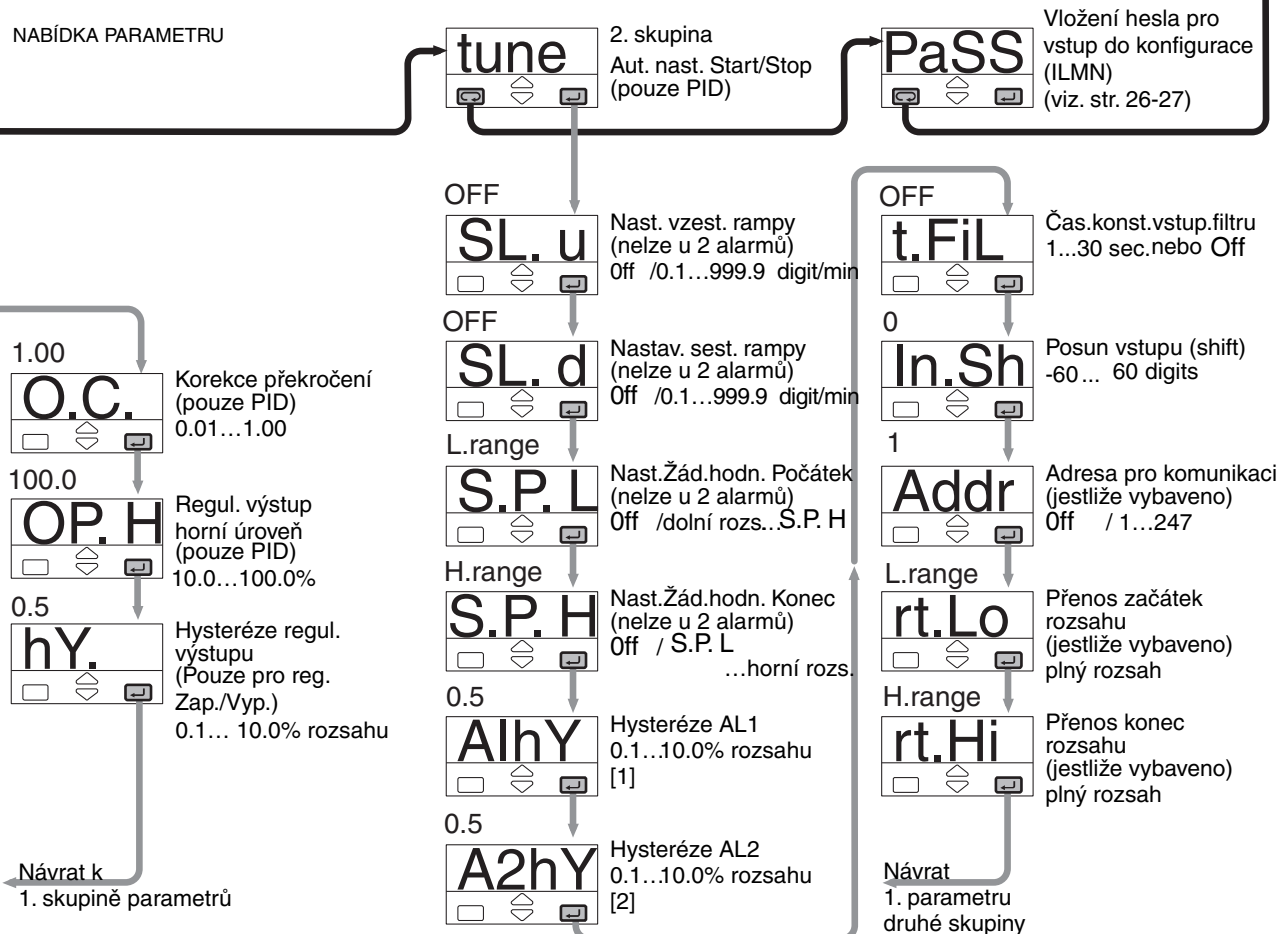 NABÍDKA PARAMETRU
tune
2. skupina
Aut. nast. Start/Stop
(pouze PID)
PaSS
Vložení hesla pro
vstup do konfigurace
(ILMN)
(viz. str. 26-27)
1.00
O.C.
Korekce překročení
(pouze PID)
0.01…1.00
100.0
OP. H
Regul. výstup
horní úroveň
(pouze PID)
10.0…100.0%
0.5
hY.
Hysteréze regul.
výstupu
(Pouze pro reg.
Zap./Vyp.)
0.1… 10.0% rozsahu
Návrat k
1. skupině parametrů
OFF
SL. u
Nast. vzest. rampy
(nelze u 2 alarmů)
0ff /0.1…999.9 digit/min
OFF
SL. d
Nastav. sest. rampy
(nelze u 2 alarmů)
0ff /0.1…999.9 digit/min
L.range
S.P. L
Nast.Žád.hodn. Počátek
(nelze u 2 alarmů)
0ff /dolní rozs…S.P. H
H.range
S.P. H
Nast.Žád.hodn. Konec
(nelze u 2 alarmů)
0ff / S.P. L
…horní rozs.
0.5
AlhY
Hysteréze AL1
0.1…10.0% rozsahu
[1]
0.5
A2hY
Hysteréze AL2
0.1…10.0% rozsahu
[2]
OFF
t.FiL
Čas.konst.vstup.filtru
1...30 sec. nebo Off
0
In.Sh
Posun vstupu (shift)
-60... 60 digits
1
Addr
Adresa pro komunikaci
(jestliže vybaveno)
0ff / 1…247
L.range
rt.Lo
Přenos začátek
rozsahu
(jestliže vybaveno)
plný rozsah
H.range
rt.Hi
Přenos konec
rozsahu
(jestliže vybaveno)
plný rozsah
Návrat
1. parametru
druhé skupiny